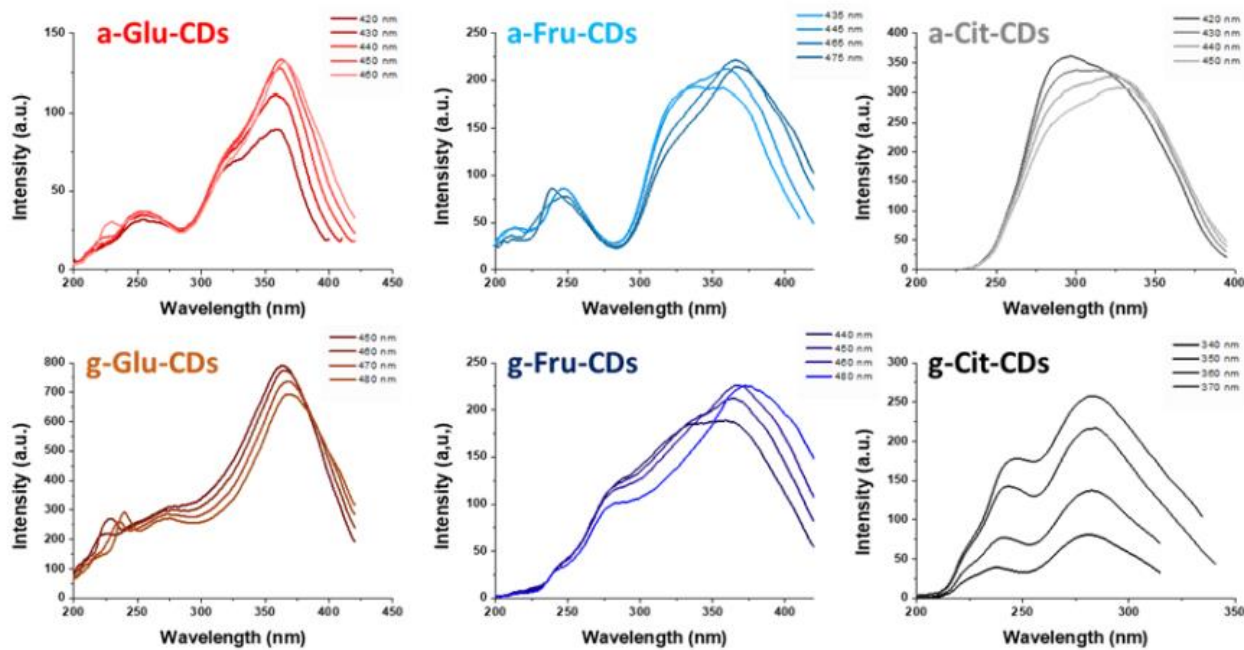 a-Glu-CDs
420 nm
430 nm
440 nm
450 nm
460 nm
Intensity (a.u.)
150
100
50
0
200 250 300 350 400 450
Wavelength (nm)
a-Fru-CDs
435 nm
445 nm
465 nm
475 nm
Intensisty (a.u.)
250
200
150
100
50
0
200 250 300 350 400
Wavelength (nm)
a-Cit-CDs
420 nm
430 nm
440 nm
450 nm
Intensity (a.u.)
400
350
300
250
200
150
100
50
0
200 250 300 350 400
Wavelength (nm)
g-Glu-CDs
450 nm
460 nm
470 nm
480 nm
Intensity (a.u.)
800
700
600
500
400
300
200
100
0
200 250 300 350 400 450
Wavelength (nm)
g-Fru-CDs
440 nm
450 nm
460 nm
480 nm
Intensity (a,u,)
250
200
150
100
50
0
200 250 300 350 400
Wavelength (nm)
g-Cit-CDs
340 nm
350 nm
360 nm
370 nm
Intensity (a.u.)
300
250
200
150
100
50
0
200 250 300 350
Wavelength (nm)